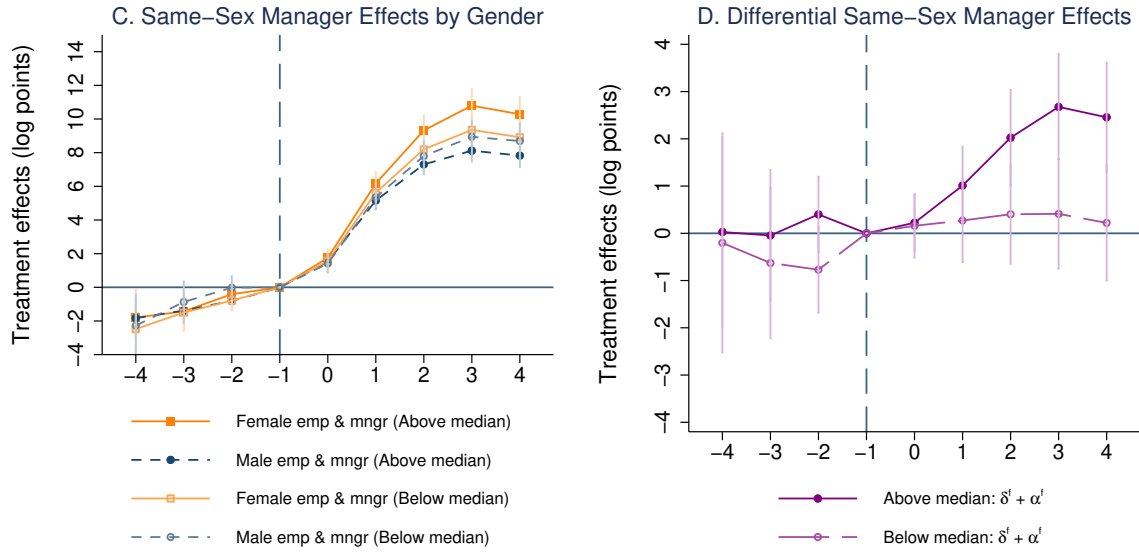 C. Same−Sex Manager Effects by Gender
Treatment effects (log points)
14
12
10
8
6
4
2
0
−2
−4
−4 −3 −2 −1 0 1 2 3 4
Female emp & mngr (Above median)
Male emp & mngr (Above median)
Female emp & mngr (Below median)
Male emp & mngr (Below median)
D. Differential Same−Sex Manager Effects
Treatment effects (log points)
4
3
2
1
0
−1
−2
−3
−4
−4 −3 −2 −1 0 1 2 3 4
Above median: δᶠ + αᶠ
Below median: δᶠ + αᶠ